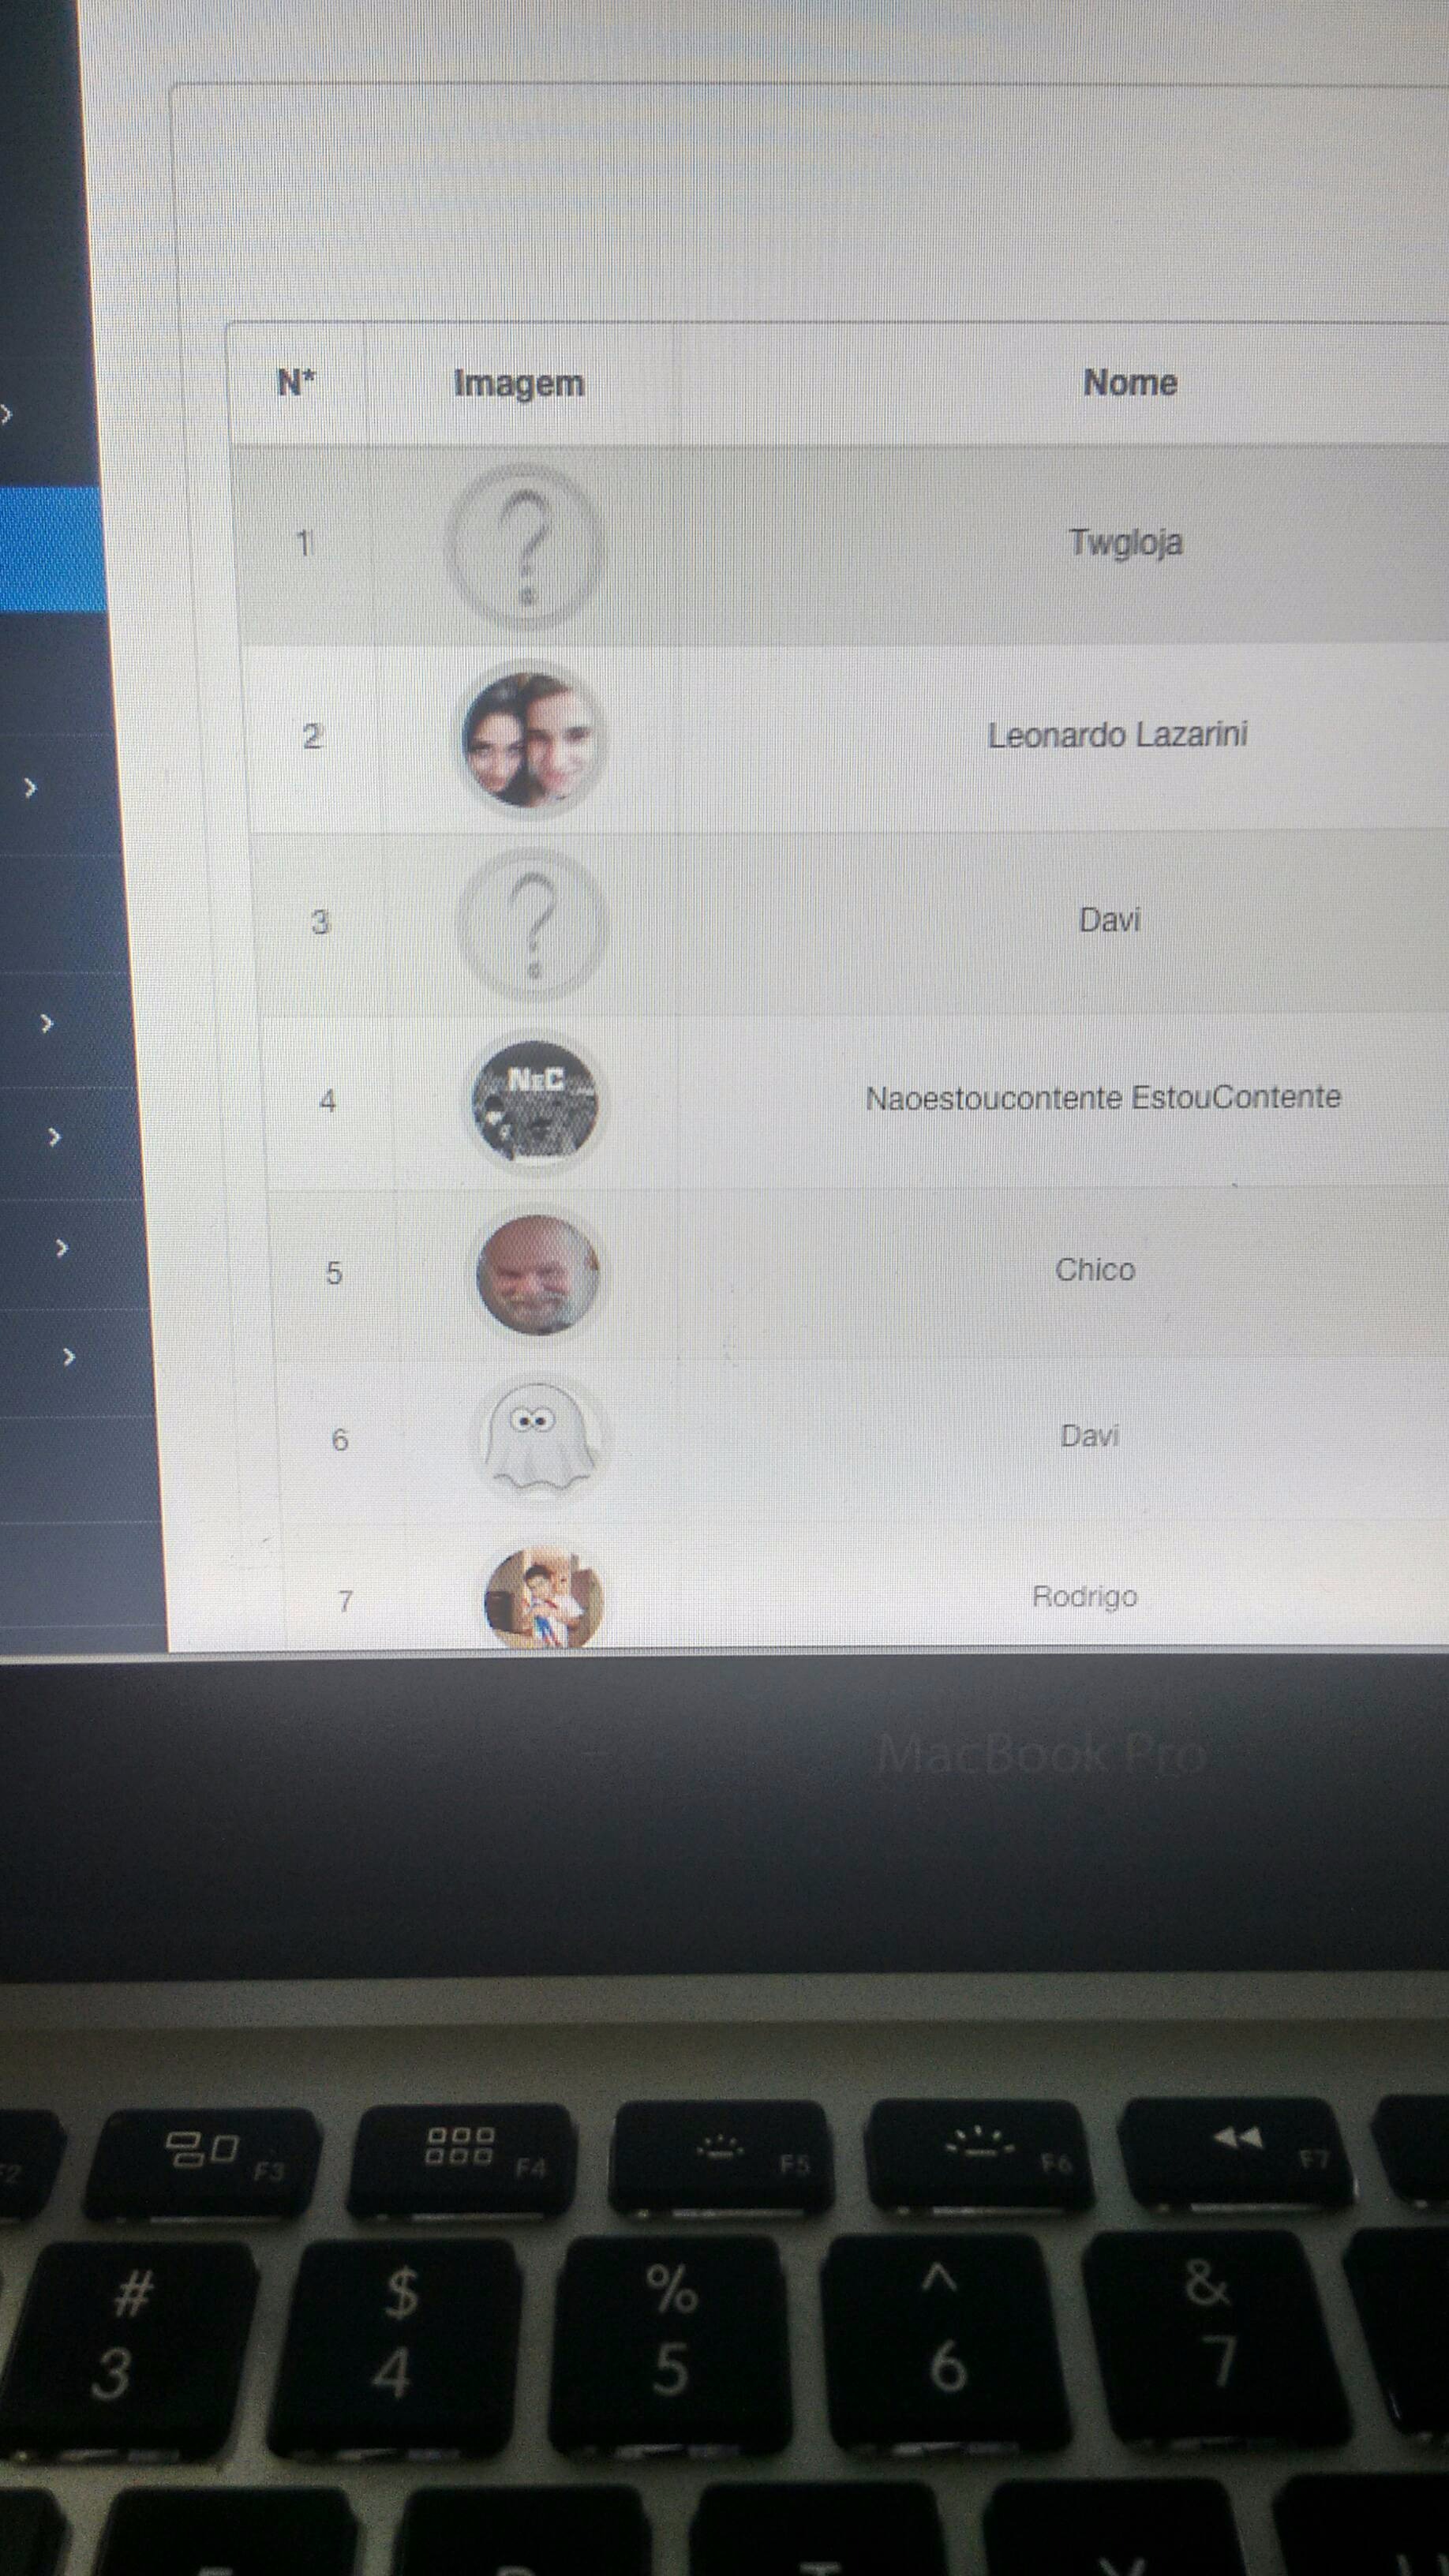 N* Imagem Nome
1 Twgloja
2 Leonardo Lazarini
3 Davi
4 NEC Naoestoucontente EstouContente
5 Chico
6 Davi
7 Rodrigo
MacBook Pro
F2 F3 F4 F5 F6 F7
# $ % ^ &
3 4 5 6 7